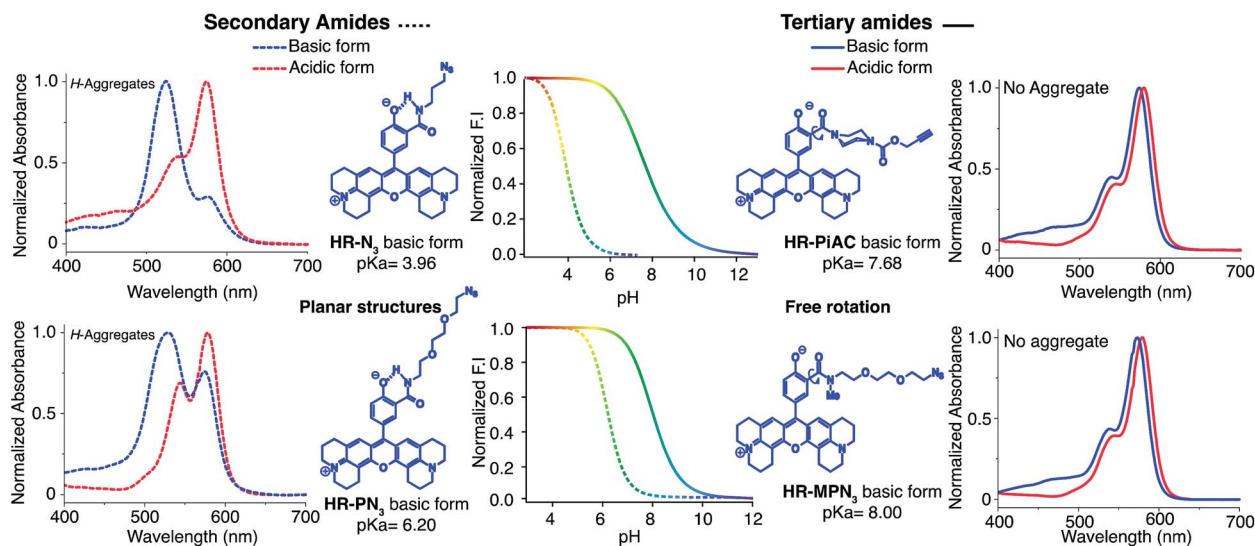 Secondary Amides
Basic form
Acidic form
Tertiary amides
Basic form
Acidic form
H-Aggregates
Normalized Absorbance
1.0
0.5
0
400
500
600
700
Wavelength (nm)
N₃
H
O
⊖
N
O
N
⊕
O
N
HR-N₃ basic form
pKa= 3.96
Normalized F.I
1.0
0.8
0.6
0.4
0.2
0.0
4
6
8
10
12
pH
O
⊖
O
N
N
O
O
N
⊕
O
N
HR-PiAC basic form
pKa= 7.68
No Aggregate
Normalized Absorbance
1.0
0.5
0
400
500
600
700
Wavelength (nm)
Planar structures
Free rotation
H-Aggregates
Normalized Absorbance
1.0
0.5
0
400
500
600
700
Wavelength (nm)
N₃
O
O
H
O
⊖
N
O
N
⊕
O
N
HR-PN₃ basic form
pKa= 6.20
Normalized F.I
1.0
0.8
0.6
0.4
0.2
0.0
4
6
8
10
12
pH
O
⊖
O
N
Me
O
O
N₃
N
⊕
O
N
HR-MPN₃ basic form
pKa= 8.00
No aggregate
Normalized Absorbance
1.0
0.5
0
400
500
600
700
Wavelength (nm)